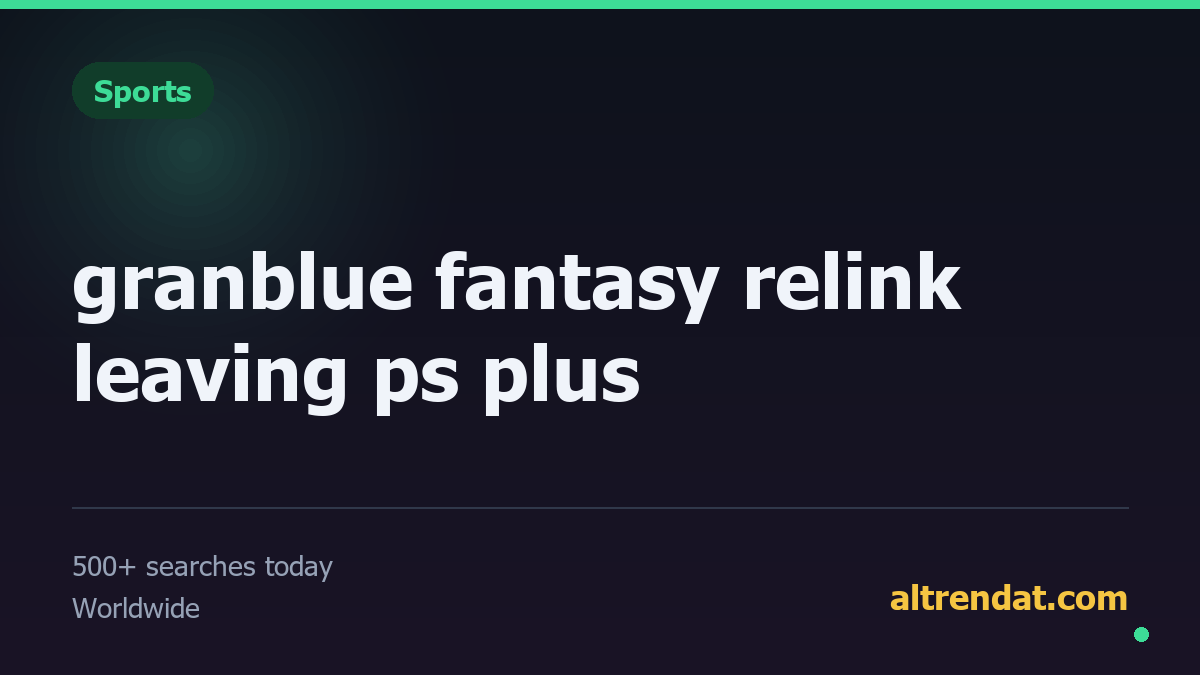 Sports
granblue fantasy relink
leaving ps plus
500+ searches today
Worldwide
altrendat.com